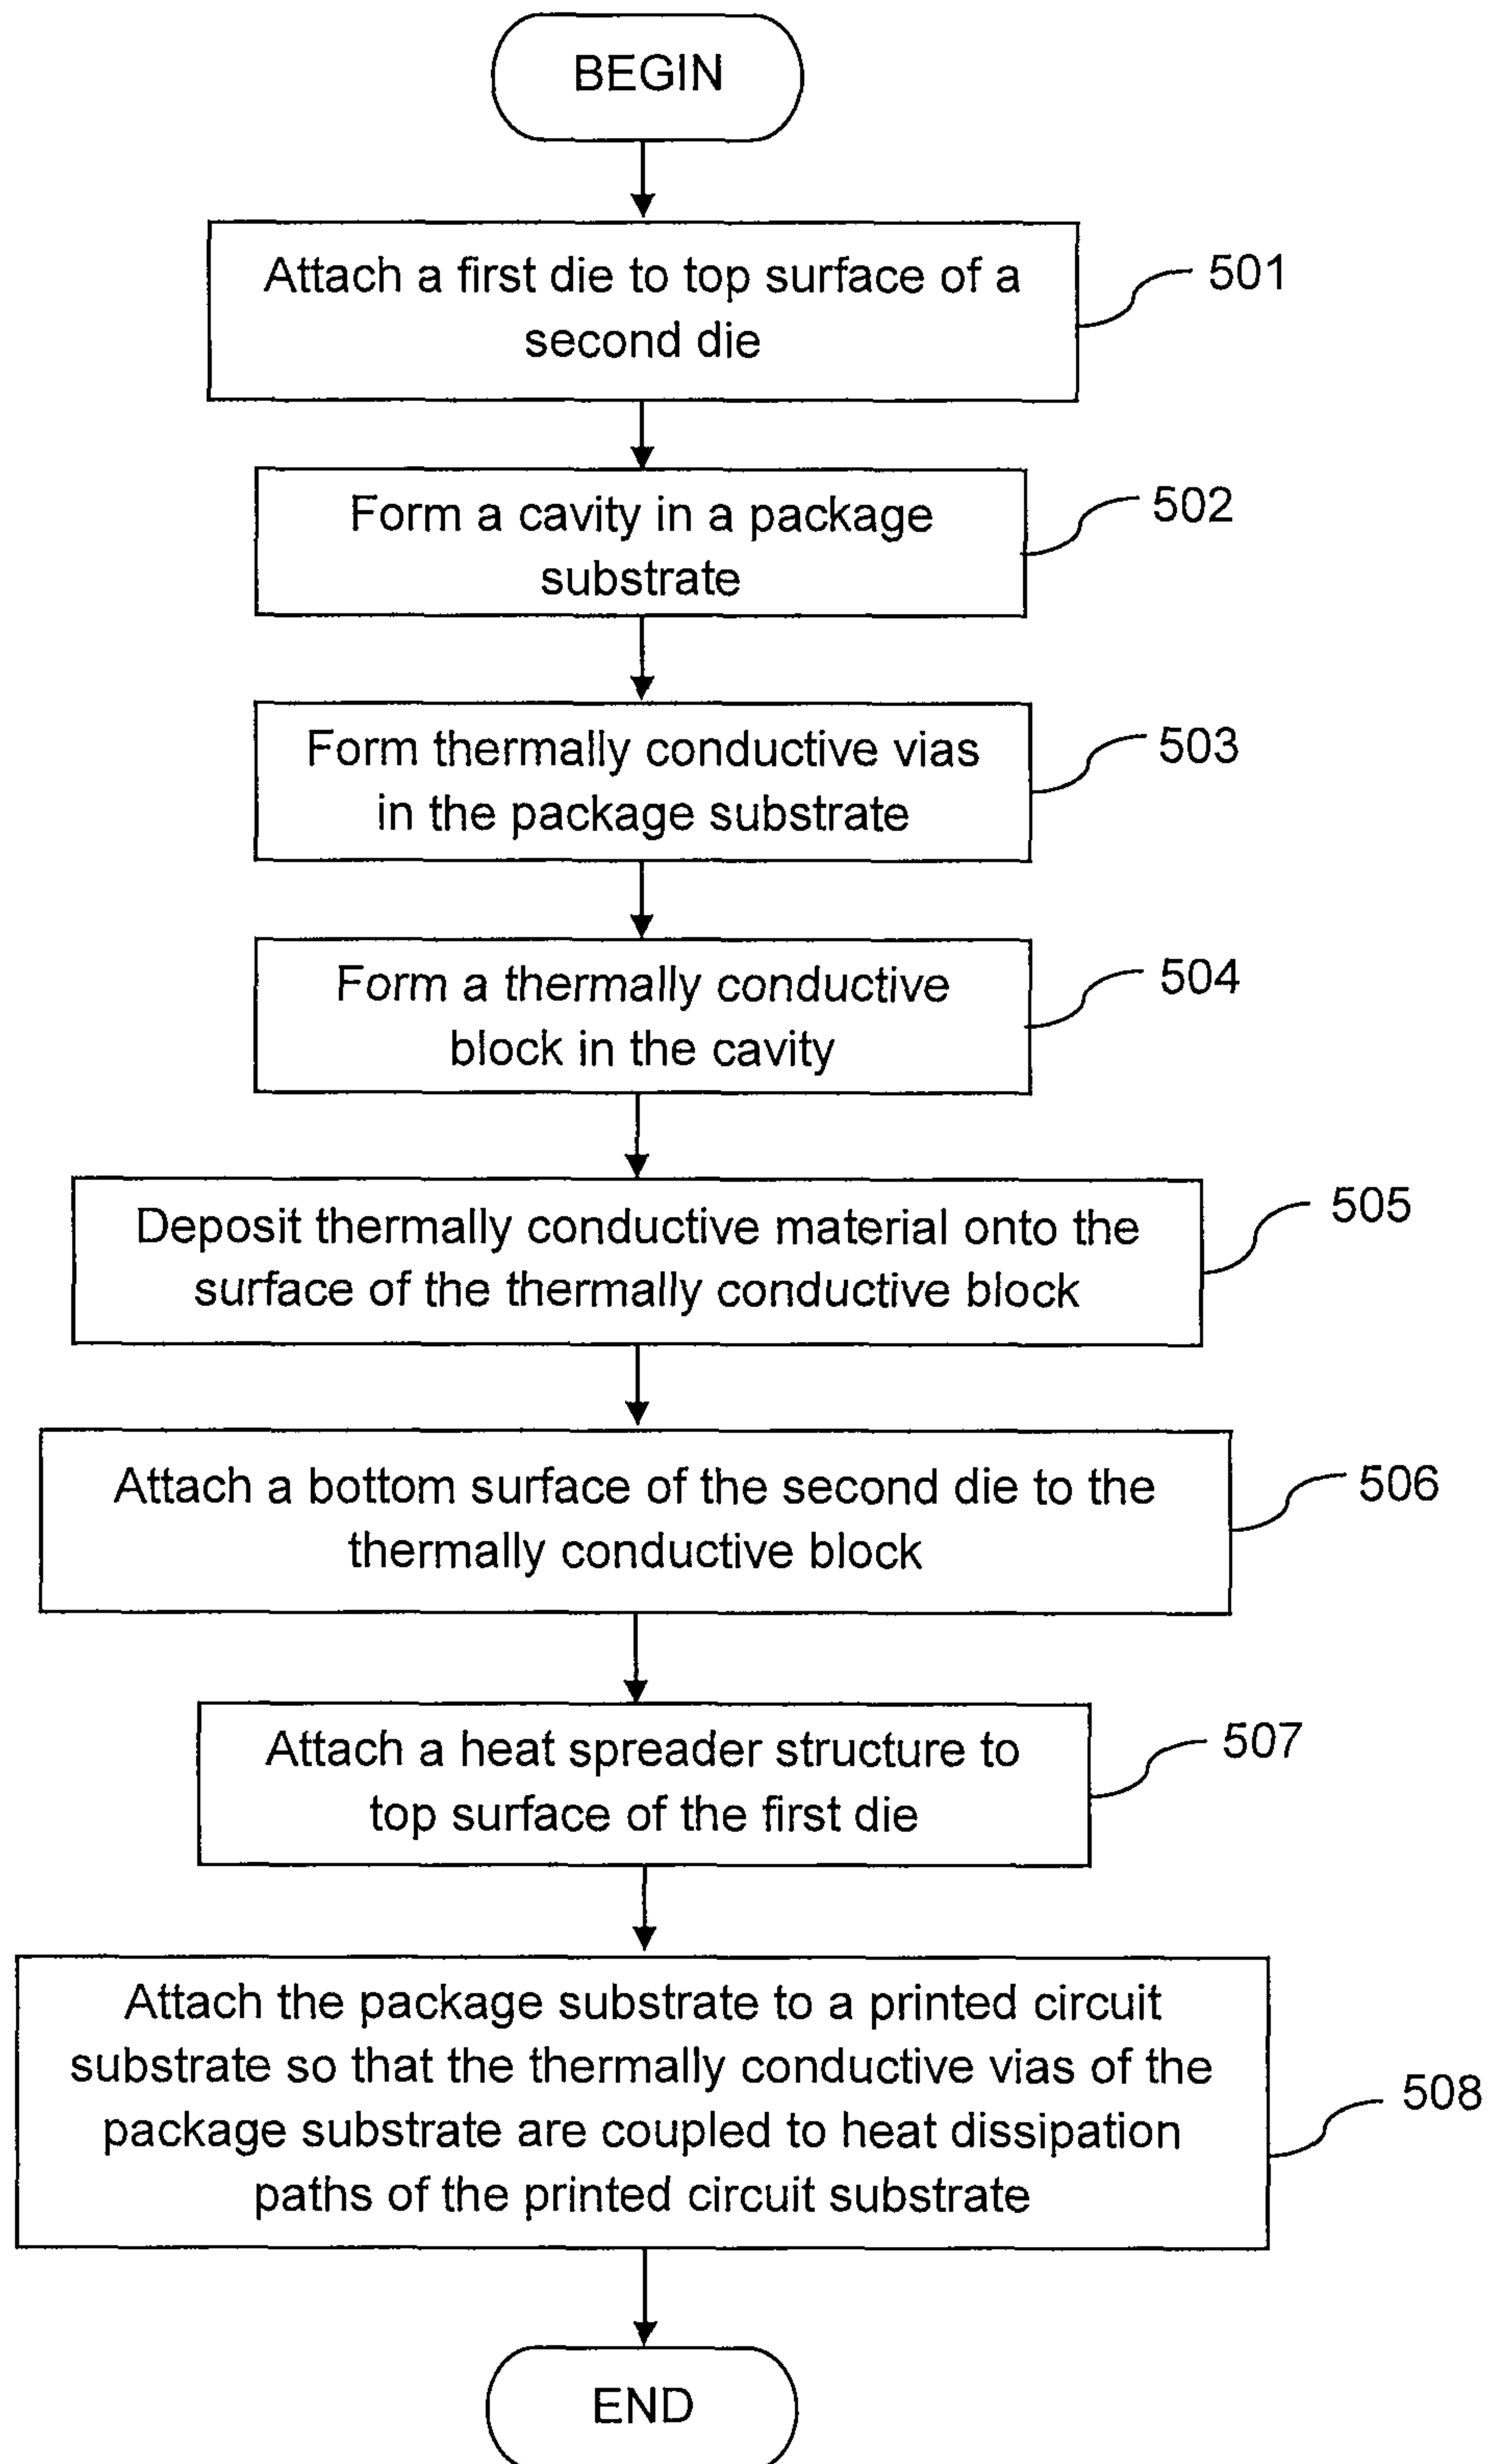 BEGIN
Attach a first die to top surface of a
second die
501
Form a cavity in a package
substrate
502
Form thermally conductive vias
in the package substrate
503
Form a thermally conductive
block in the cavity
504
Deposit thermally conductive material onto the
surface of the thermally conductive block
505
Attach a bottom surface of the second die to the
thermally conductive block
506
Attach a heat spreader structure to
top surface of the first die
507
Attach the package substrate to a printed circuit
substrate so that the thermally conductive vias of the
package substrate are coupled to heat dissipation
paths of the printed circuit substrate
508
END